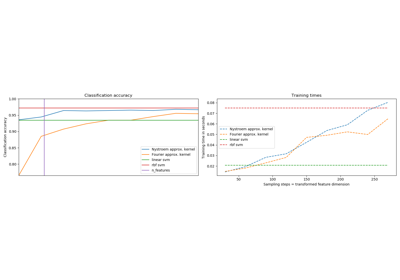 Classification accuracy
Classification accuracy
1.00
0.95
0.90
0.85
0.80
Nystroem approx. kernel
Fourier approx. kernel
linear svm
rbf svm
n_features
Training times
Training time in seconds
0.08
0.07
0.06
0.05
0.04
0.03
0.02
Nystroem approx. kernel
Fourier approx. kernel
linear svm
rbf svm
50
100
150
200
250
Sampling steps = transformed feature dimension